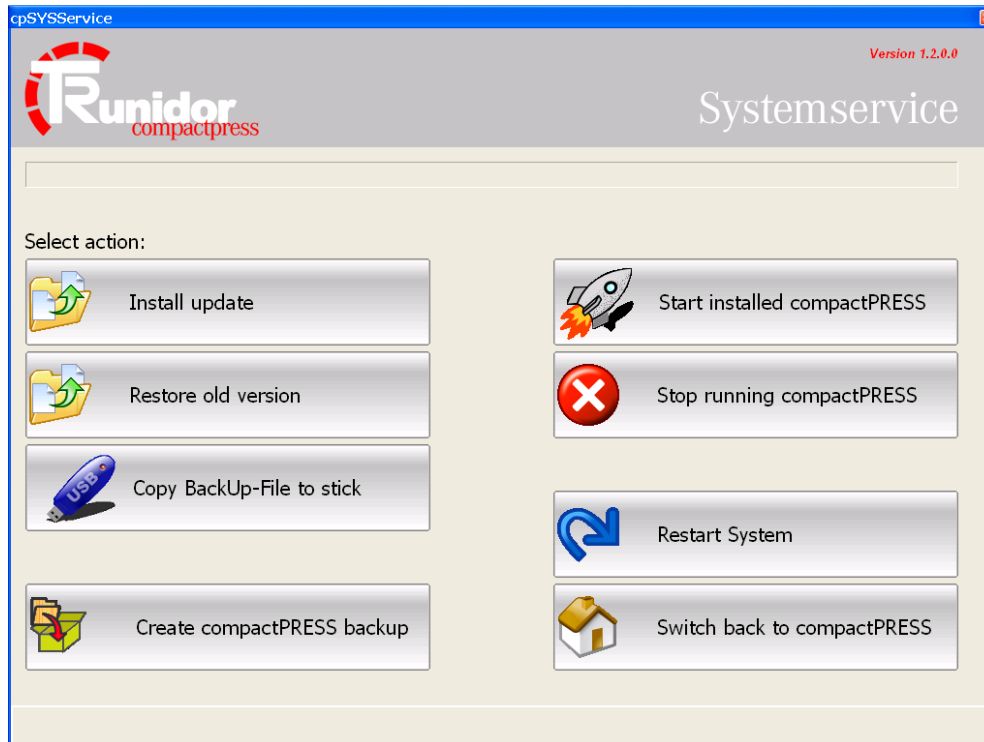 cpSYSService
Version 1.2.0.0
TRunidor
compactpress
Systemservice
Select action:
Install update
Start installed compactPRESS
Restore old version
Stop running compactPRESS
USB
Copy BackUp-File to stick
Restart System
Create compactPRESS backup
Switch back to compactPRESS